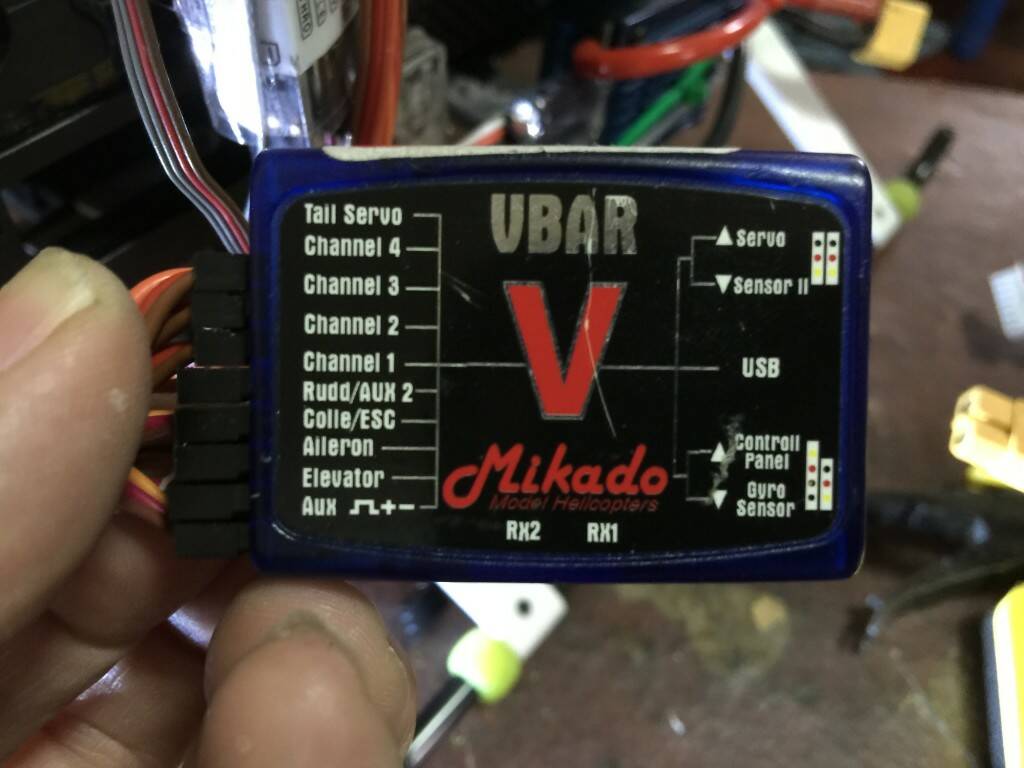 VBAR
V
Mikado
Model Helicopters
Tail Servo
Channel 4
Channel 3
Channel 2
Channel 1
Rudd/AUX 2
Colle/ESC
Aileron
Elevator
Aux ⎍+-
RX2 RX1
▲ Servo
▼ Sensor II
USB
▲ Controll
Panel
▼ Gyro
Sensor